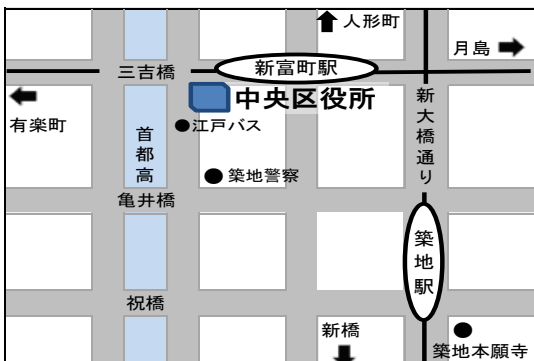 人形町
月島
三吉橋
新富町駅
中央区役所
有楽町
江戸バス
首都高
新大橋通り
築地警察
亀井橋
築地駅
祝橋
新橋
築地本願寺